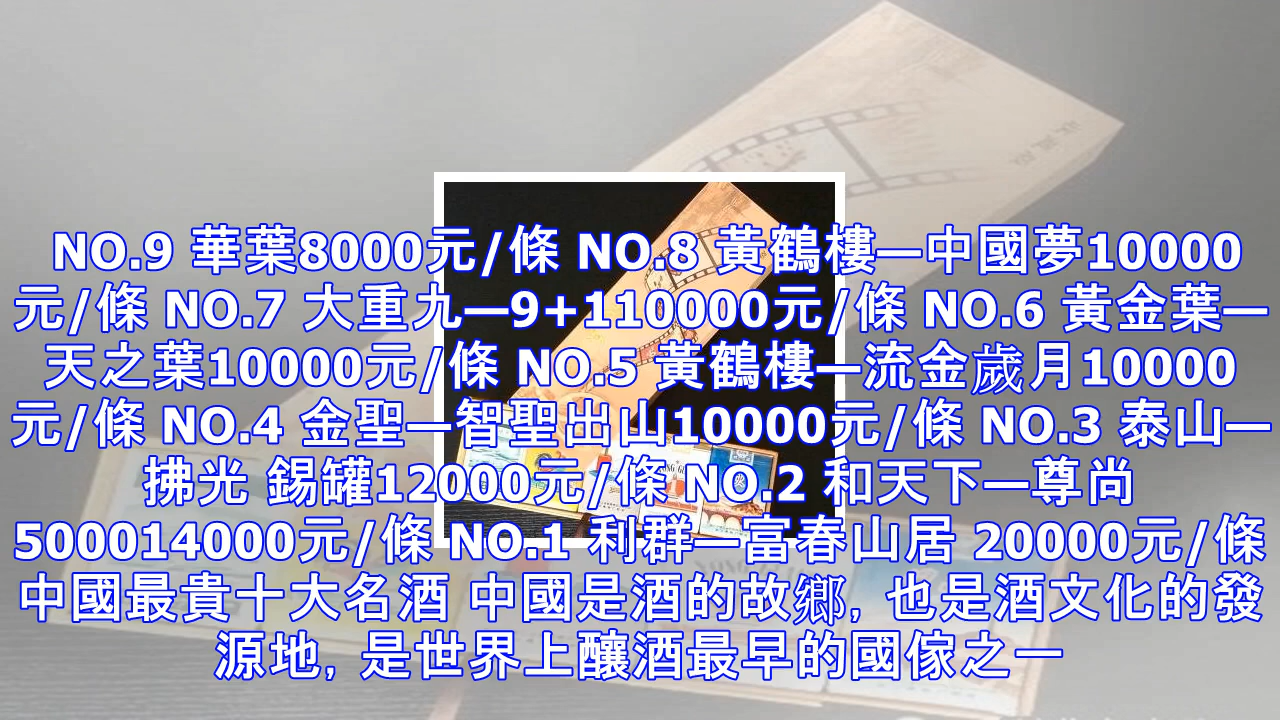 NO.9 華葉8000元/條 NO.8 黃鶴樓—中國夢10000
元/條 NO.7 大重九—9+110000元/條 NO.6 黃金葉—
天之葉10000元/條 NO.5 黃鶴樓—流金歲月10000
元/條 NO.4 金聖—智聖出山10000元/條 NO.3 泰山—
拂光 錫罐12000元/條 NO.2 和天下—尊尚
500014000元/條 NO.1 利群—富春山居 20000元/條
中國最貴十大名酒 中國是酒的故鄉, 也是酒文化的發
源地, 是世界上釀酒最早的國傢之一